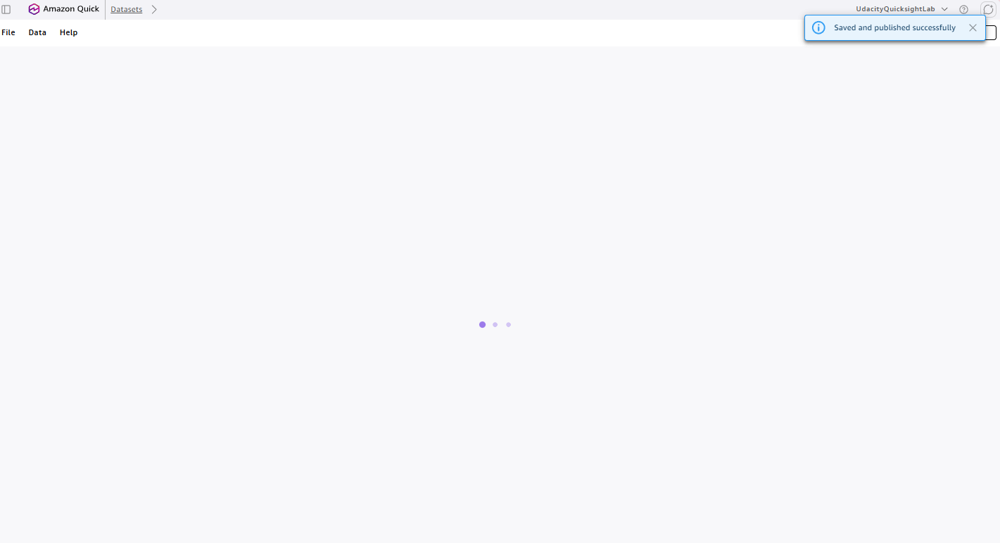 Amazon Quick Datasets UdacityQuicksightLab
Saved and published successfully
File Data Help